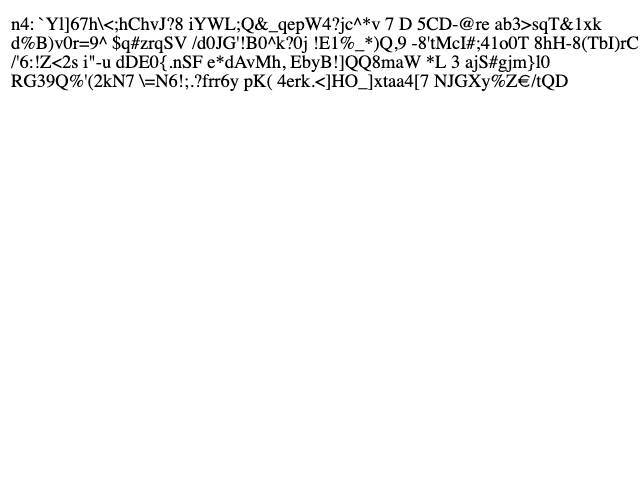 n4: `Yl]67h\<;hChvJ?8 iYWL;Q&_qepW4?jc^*v 7 D 5CD-@re ab3>sqT&1xk
d%B)v0r=9^ $q#zrqSV /d0JG'!B0^k?0j !E1%_*)Q,9 -8'tMcI#;41o0T 8hH-8(TbI)rC
/'6:!Z<2s i"-u dDE0{.nSF e*dAvMh, EbyB!]QQ8maW *L 3 ajS#gjm}l0
RG39Q%'(2kN7 \=N6!;.?frr6y pK( 4erk.<]HO_]xtaa4[7 NJGXy%Z€/tQD